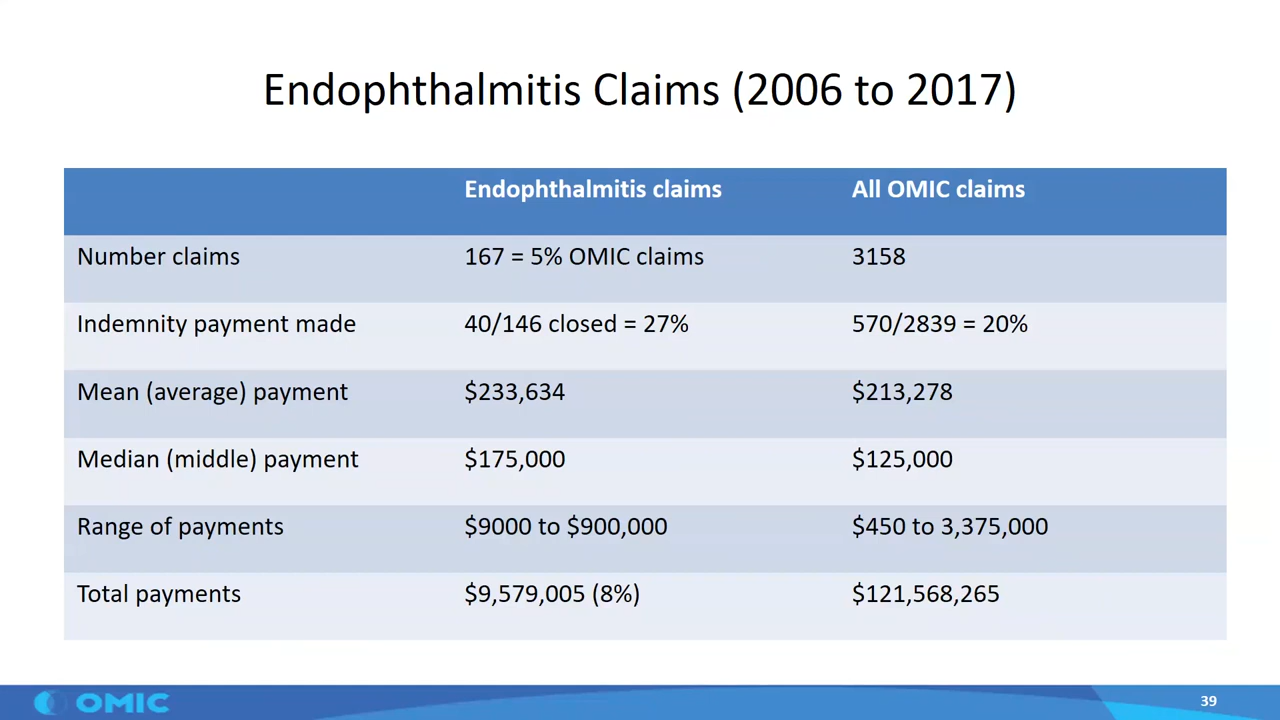 Endophthalmitis Claims (2006 to 2017)
Endophthalmitis claims All OMIC claims
Number claims 167 = 5% OMIC claims 3158
Indemnity payment made 40/146 closed = 27% 570/2839 = 20%
Mean (average) payment $233,634 $213,278
Median (middle) payment $175,000 $125,000
Range of payments $9000 to $900,000 $450 to 3,375,000
Total payments $9,579,005 (8%) $121,568,265
OMIC 39